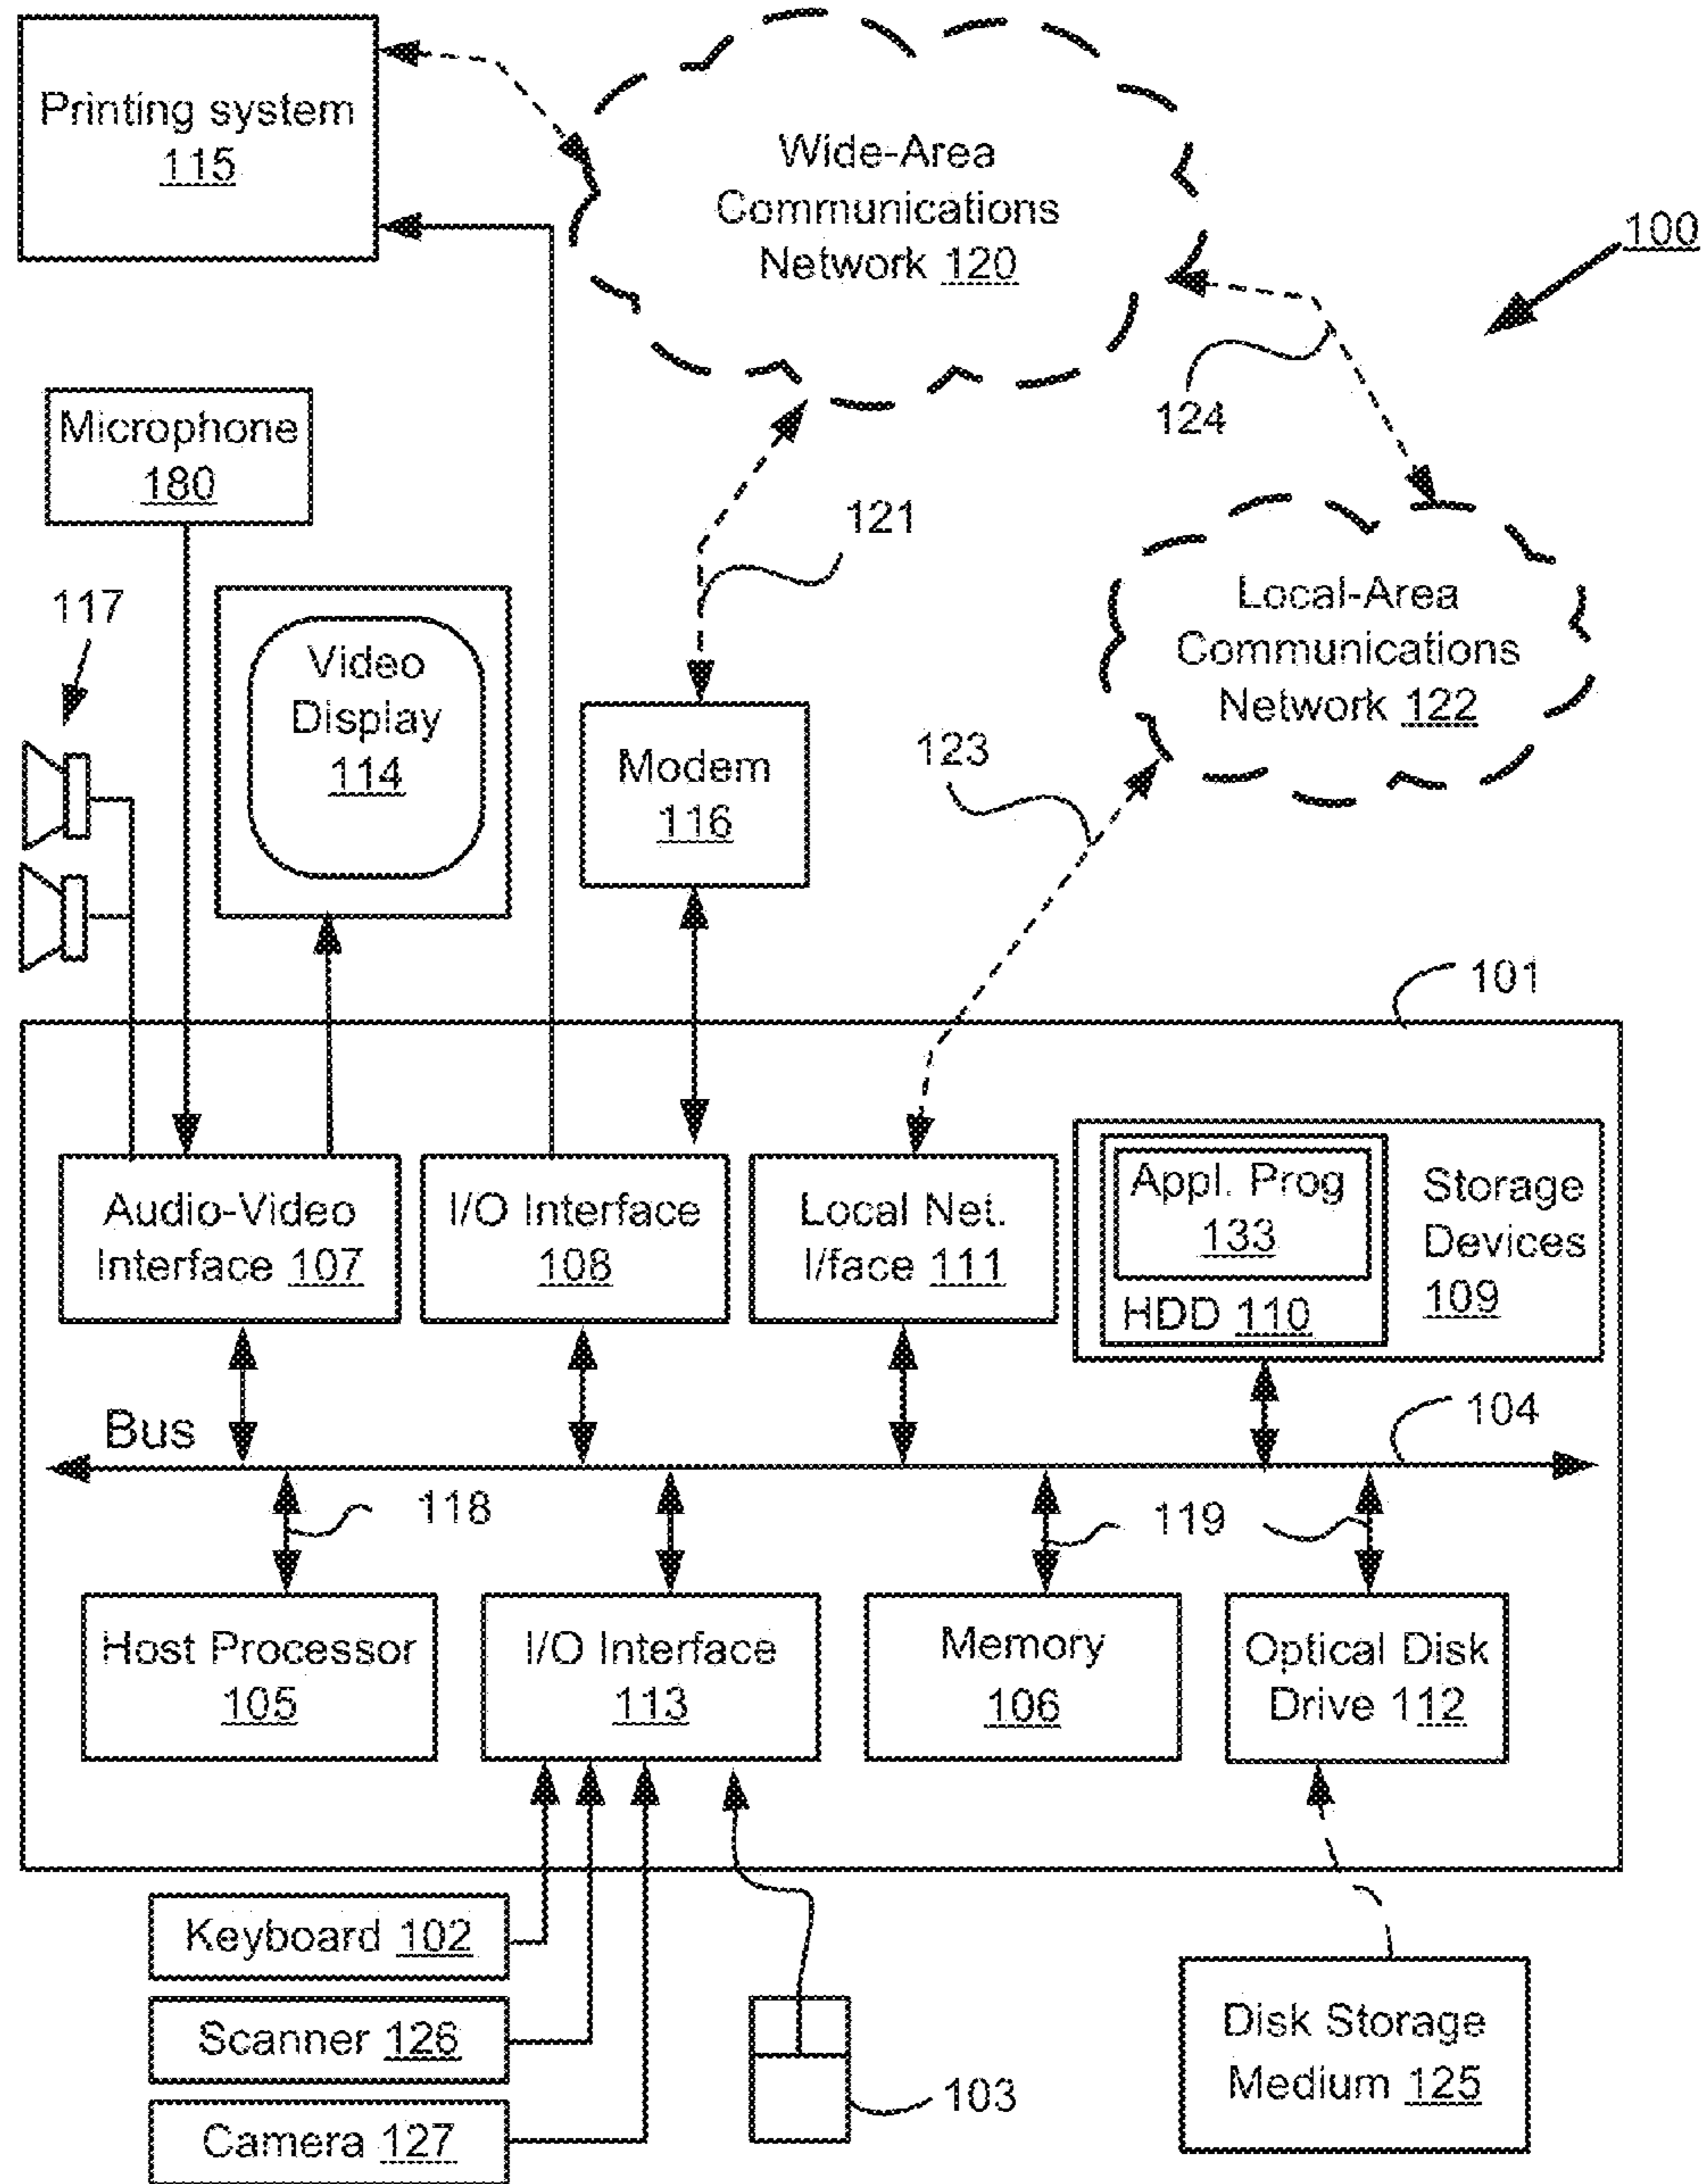 Printing system
115
Wide-Area
Communications
Network 120
100
124
Microphone
180
121
117
Video
Display
114
Local-Area
Communications
Network 122
Modem
116
123
101
Audio-Video
Interface 107
I/O Interface
108
Local Net.
I/face 111
Appl. Prog
133
HDD 110
Storage
Devices
109
Bus
104
118
119
Host Processor
105
I/O Interface
113
Memory
106
Optical Disk
Drive 112
Keyboard 102
Scanner 126
Camera 127
103
Disk Storage
Medium 125